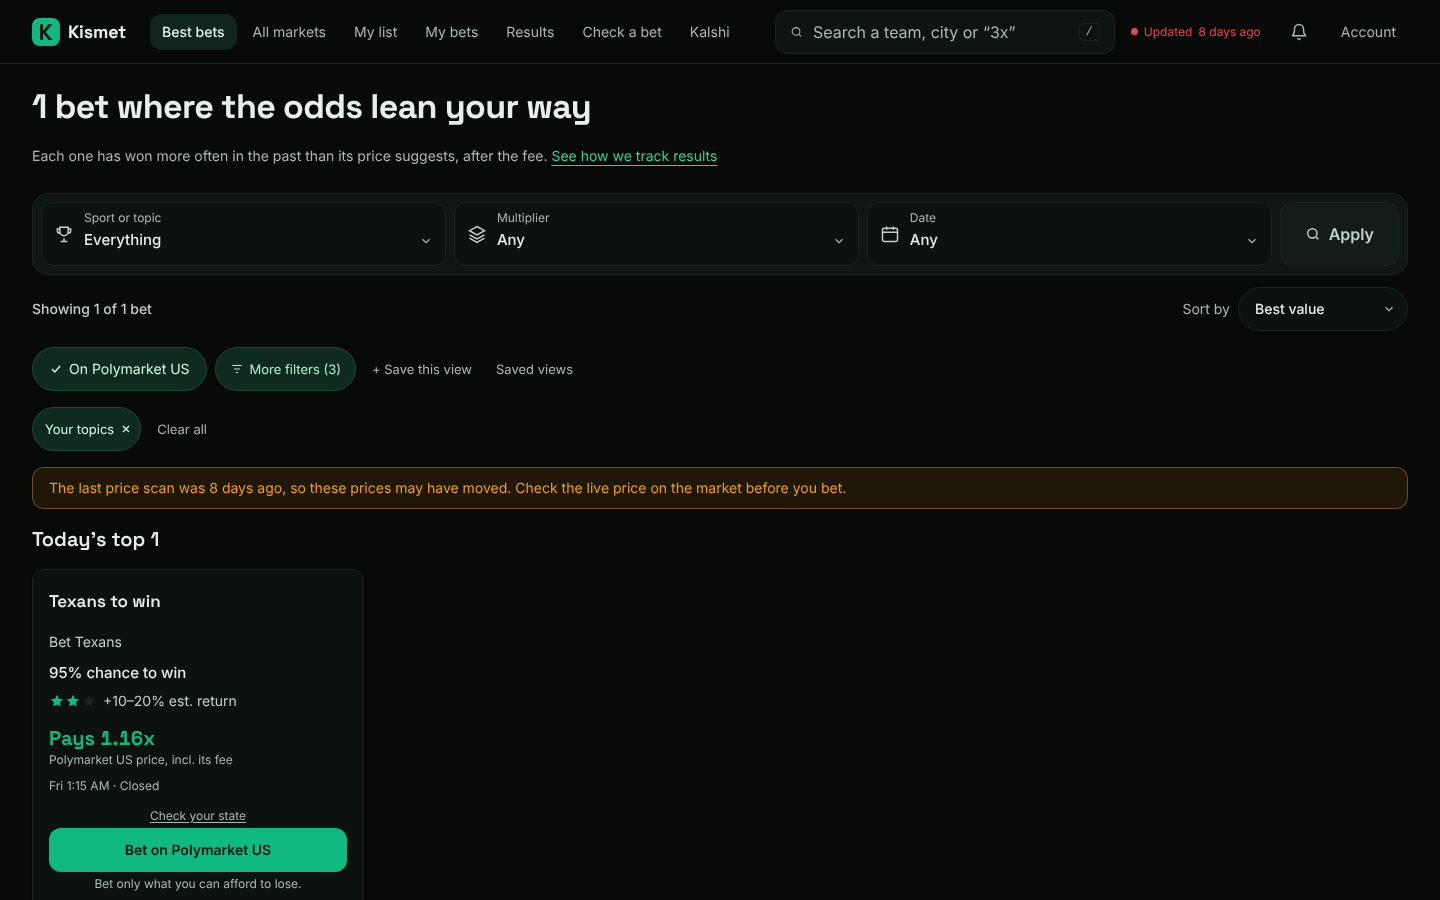 K Kismet Best bets All markets My list My bets Results Check a bet Kalshi Search a team, city or “3x” / Updated 8 days ago Account
1 bet where the odds lean your way
Each one has won more often in the past than its price suggests, after the fee. See how we track results
Sport or topic
Everything
Multiplier
Any
Date
Any
Apply
Showing 1 of 1 bet
Sort by Best value
On Polymarket US More filters (3) + Save this view Saved views
Your topics × Clear all
The last price scan was 8 days ago, so these prices may have moved. Check the live price on the market before you bet.
Today’s top 1
Texans to win
Bet Texans
95% chance to win
+10–20% est. return
Pays 1.16x
Polymarket US price, incl. its fee
Fri 1:15 AM · Closed
Check your state
Bet on Polymarket US
Bet only what you can afford to lose.